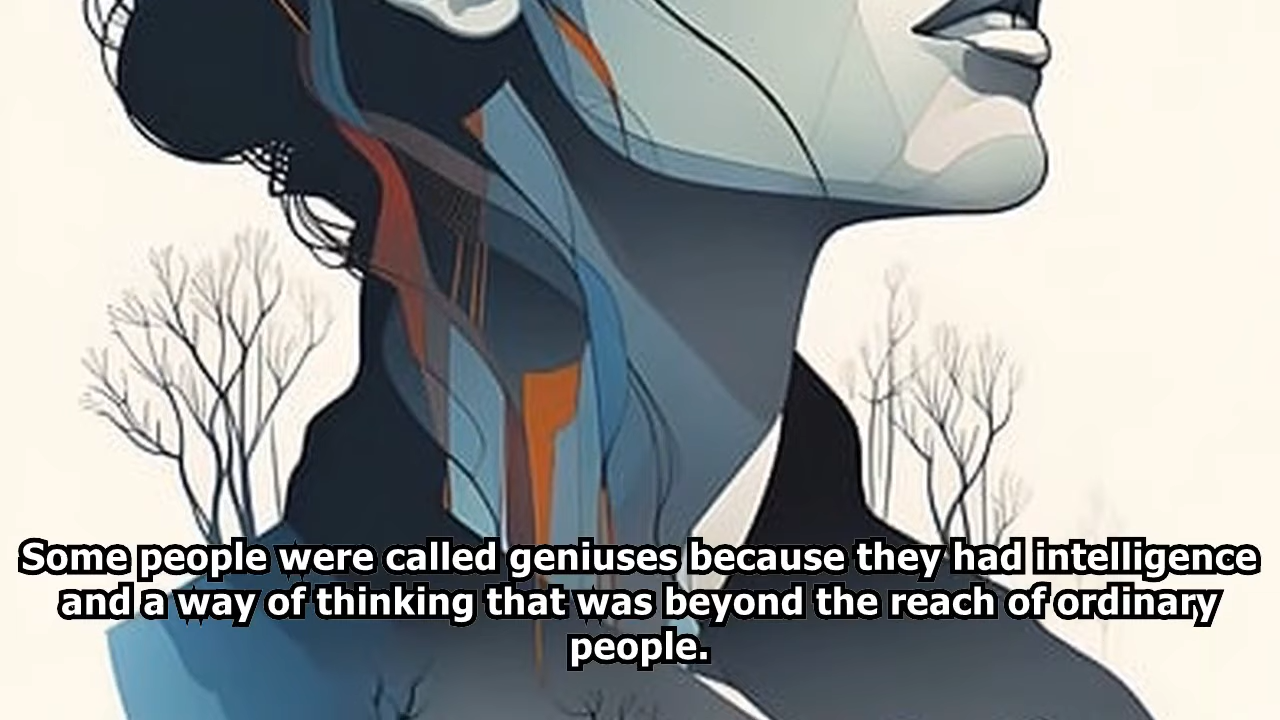 Some people were called geniuses because they had intelligence
and a way of thinking that was beyond the reach of ordinary
people.